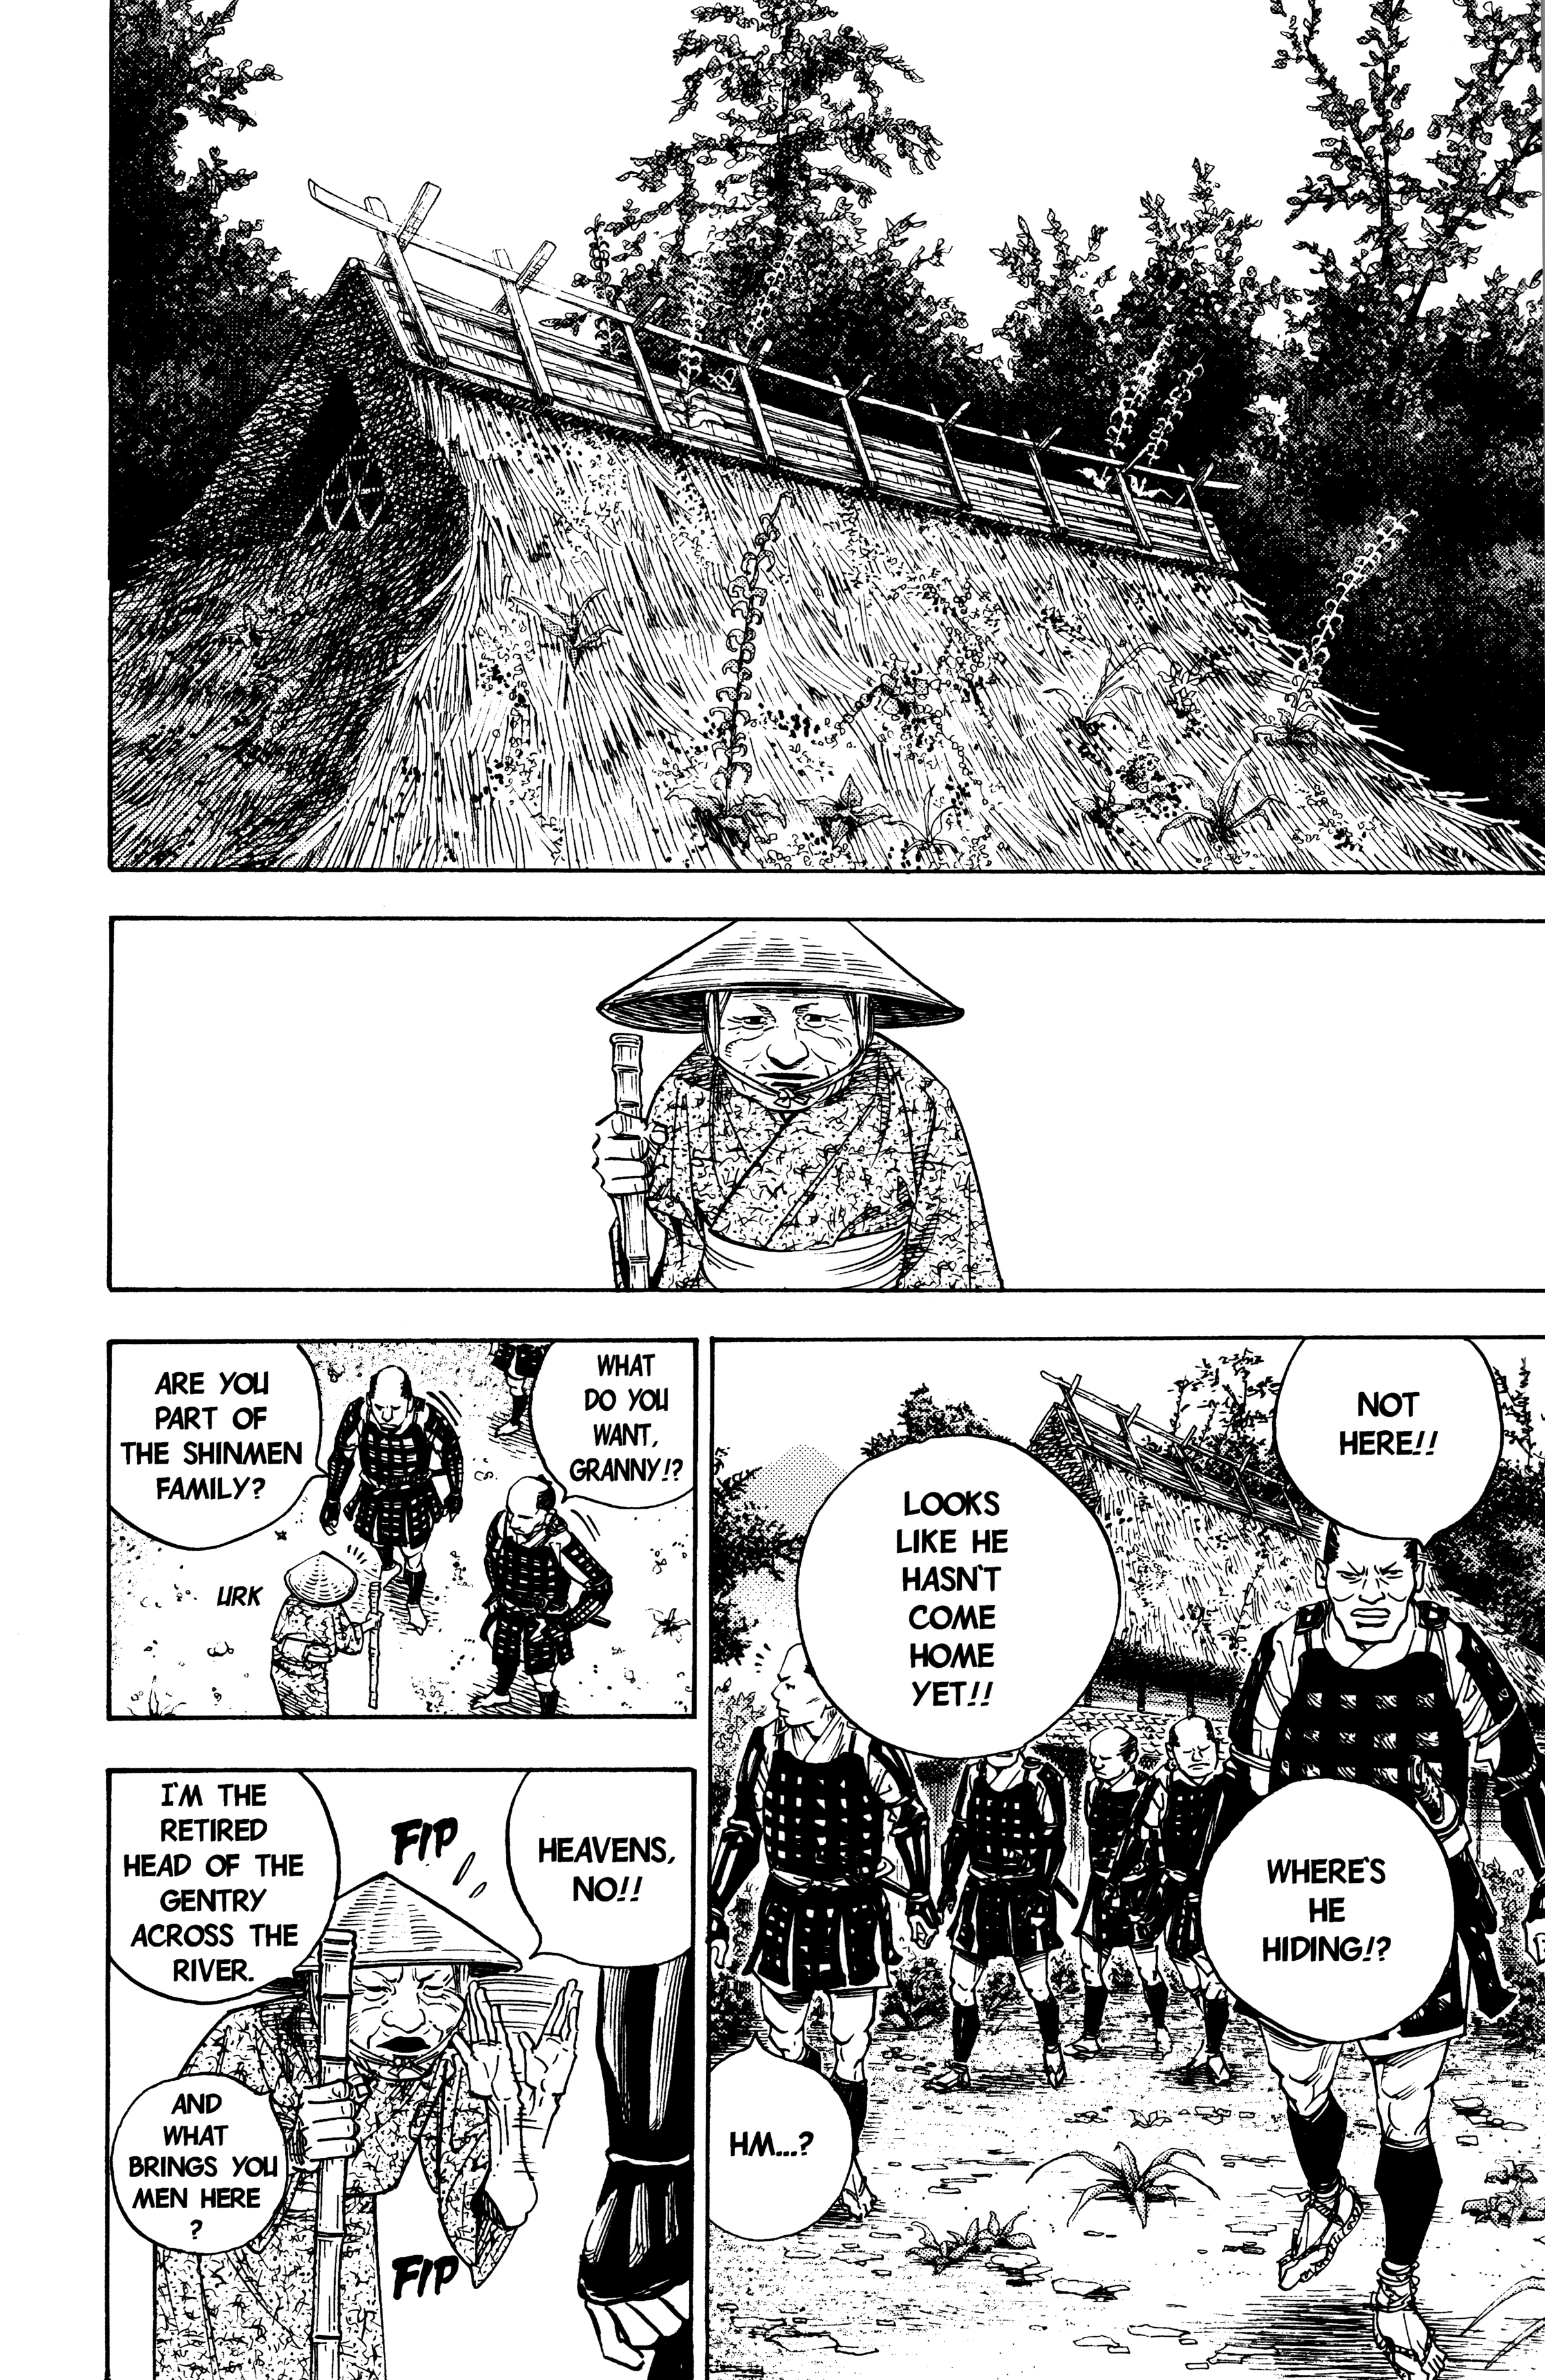 NOT
HERE!!
LOOKS
LIKE HE
HASN'T
COME
HOME
YET!!
WHERE'S
HE
HIDING!?
HM...?
WHAT
DO YOU
WANT,
GRANNY!?
ARE YOU
PART OF
THE SHINMEN
FAMILY?
URK
HEAVENS,
NO!!
FIP
I'M THE
RETIRED
HEAD OF THE
GENTRY
ACROSS THE
RIVER.
AND
WHAT
BRINGS YOU
MEN HERE
?
FIP